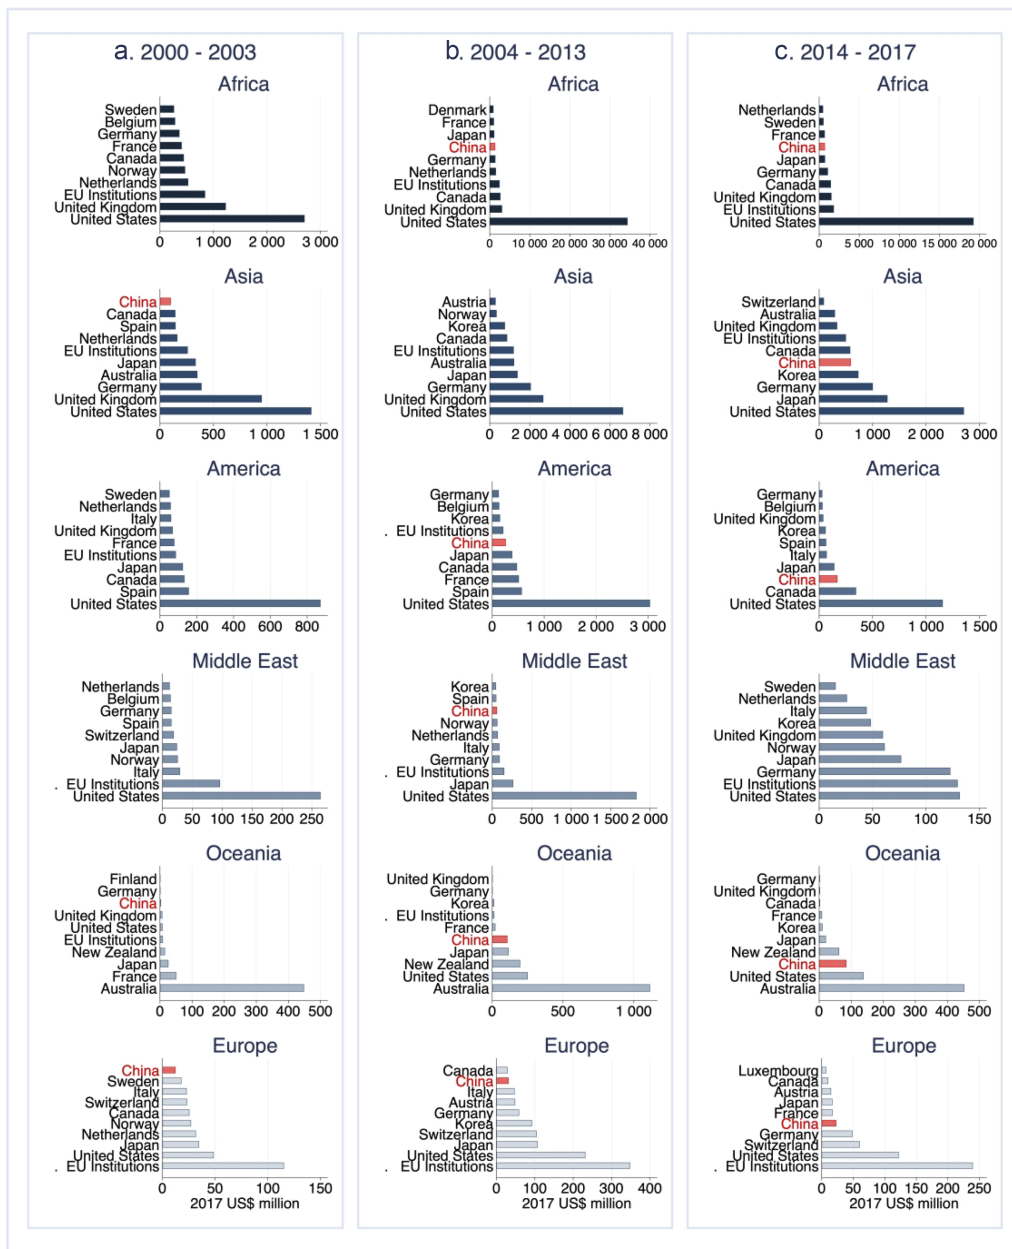 a. 2000 - 2003
Africa
Sweden
Belgium
Germany
France
Canada
Norway
Netherlands
EU Institutions
United Kingdom
United States
0 1 000 2 000 3 000
Asia
China
Canada
Spain
Netherlands
EU Institutions
Japan
Australia
Germany
United Kingdom
United States
0 500 1 000 1 500
America
Sweden
Netherlands
Italy
United Kingdom
France
EU Institutions
Japan
Canada
Spain
United States
0 200 400 600 800
Middle East
Netherlands
Belgium
Germany
Spain
Switzerland
Japan
Norway
Italy
. EU Institutions
United States
0 50 100 150 200 250
Oceania
Finland
Germany
China
United Kingdom
United States
EU Institutions
New Zealand
Japan
France
Australia
0 100 200 300 400 500
Europe
China
Sweden
Italy
Switzerland
Canada
Norway
Netherlands
Japan
United States
. EU Institutions
0 50 100 150
2017 US$ million
b. 2004 - 2013
Africa
Denmark
France
Japan
China
Germany
Netherlands
EU Institutions
Canada
United Kingdom
United States
0 10 000 20 000 30 000 40 000
Asia
Austria
Norway
Korea
Canada
EU Institutions
Australia
Japan
Germany
United Kingdom
United States
0 2 000 4 000 6 000 8 000
America
Germany
Belgium
Korea
. EU Institutions
China
Japan
Canada
France
Spain
United States
0 1 000 2 000 3 000
Middle East
Korea
Spain
China
Norway
Netherlands
Italy
Germany
. EU Institutions
Japan
United States
0 500 1 000 1 500 2 000
Oceania
United Kingdom
Germany
Korea
. EU Institutions
France
China
Japan
New Zealand
United States
Australia
0 500 1 000
Europe
Canada
China
Italy
Austria
Germany
Korea
Switzerland
Japan
United States
. EU Institutions
0 100 200 300 400
2017 US$ million
c. 2014 - 2017
Africa
Netherlands
Sweden
France
China
Japan
Germany
Canada
United Kingdom
EU Institutions
United States
0 5 000 10 000 15 000 20 000
Asia
Switzerland
Australia
United Kingdom
EU Institutions
Canada
China
Korea
Germany
Japan
United States
0 1 000 2 000 3 000
America
Germany
Belgium
United Kingdom
Korea
Spain
Italy
Japan
China
Canada
United States
0 500 1 000 1 500
Middle East
Sweden
Netherlands
Italy
Korea
United Kingdom
Norway
Japan
Germany
EU Institutions
United States
0 50 100 150
Oceania
Germany
United Kingdom
Canada
France
Korea
Japan
New Zealand
China
United States
Australia
0 100 200 300 400 500
Europe
Luxembourg
Canada
Austria
Japan
France
China
Germany
Switzerland
United States
. EU Institutions
0 50 100 150 200 250
2017 US$ million